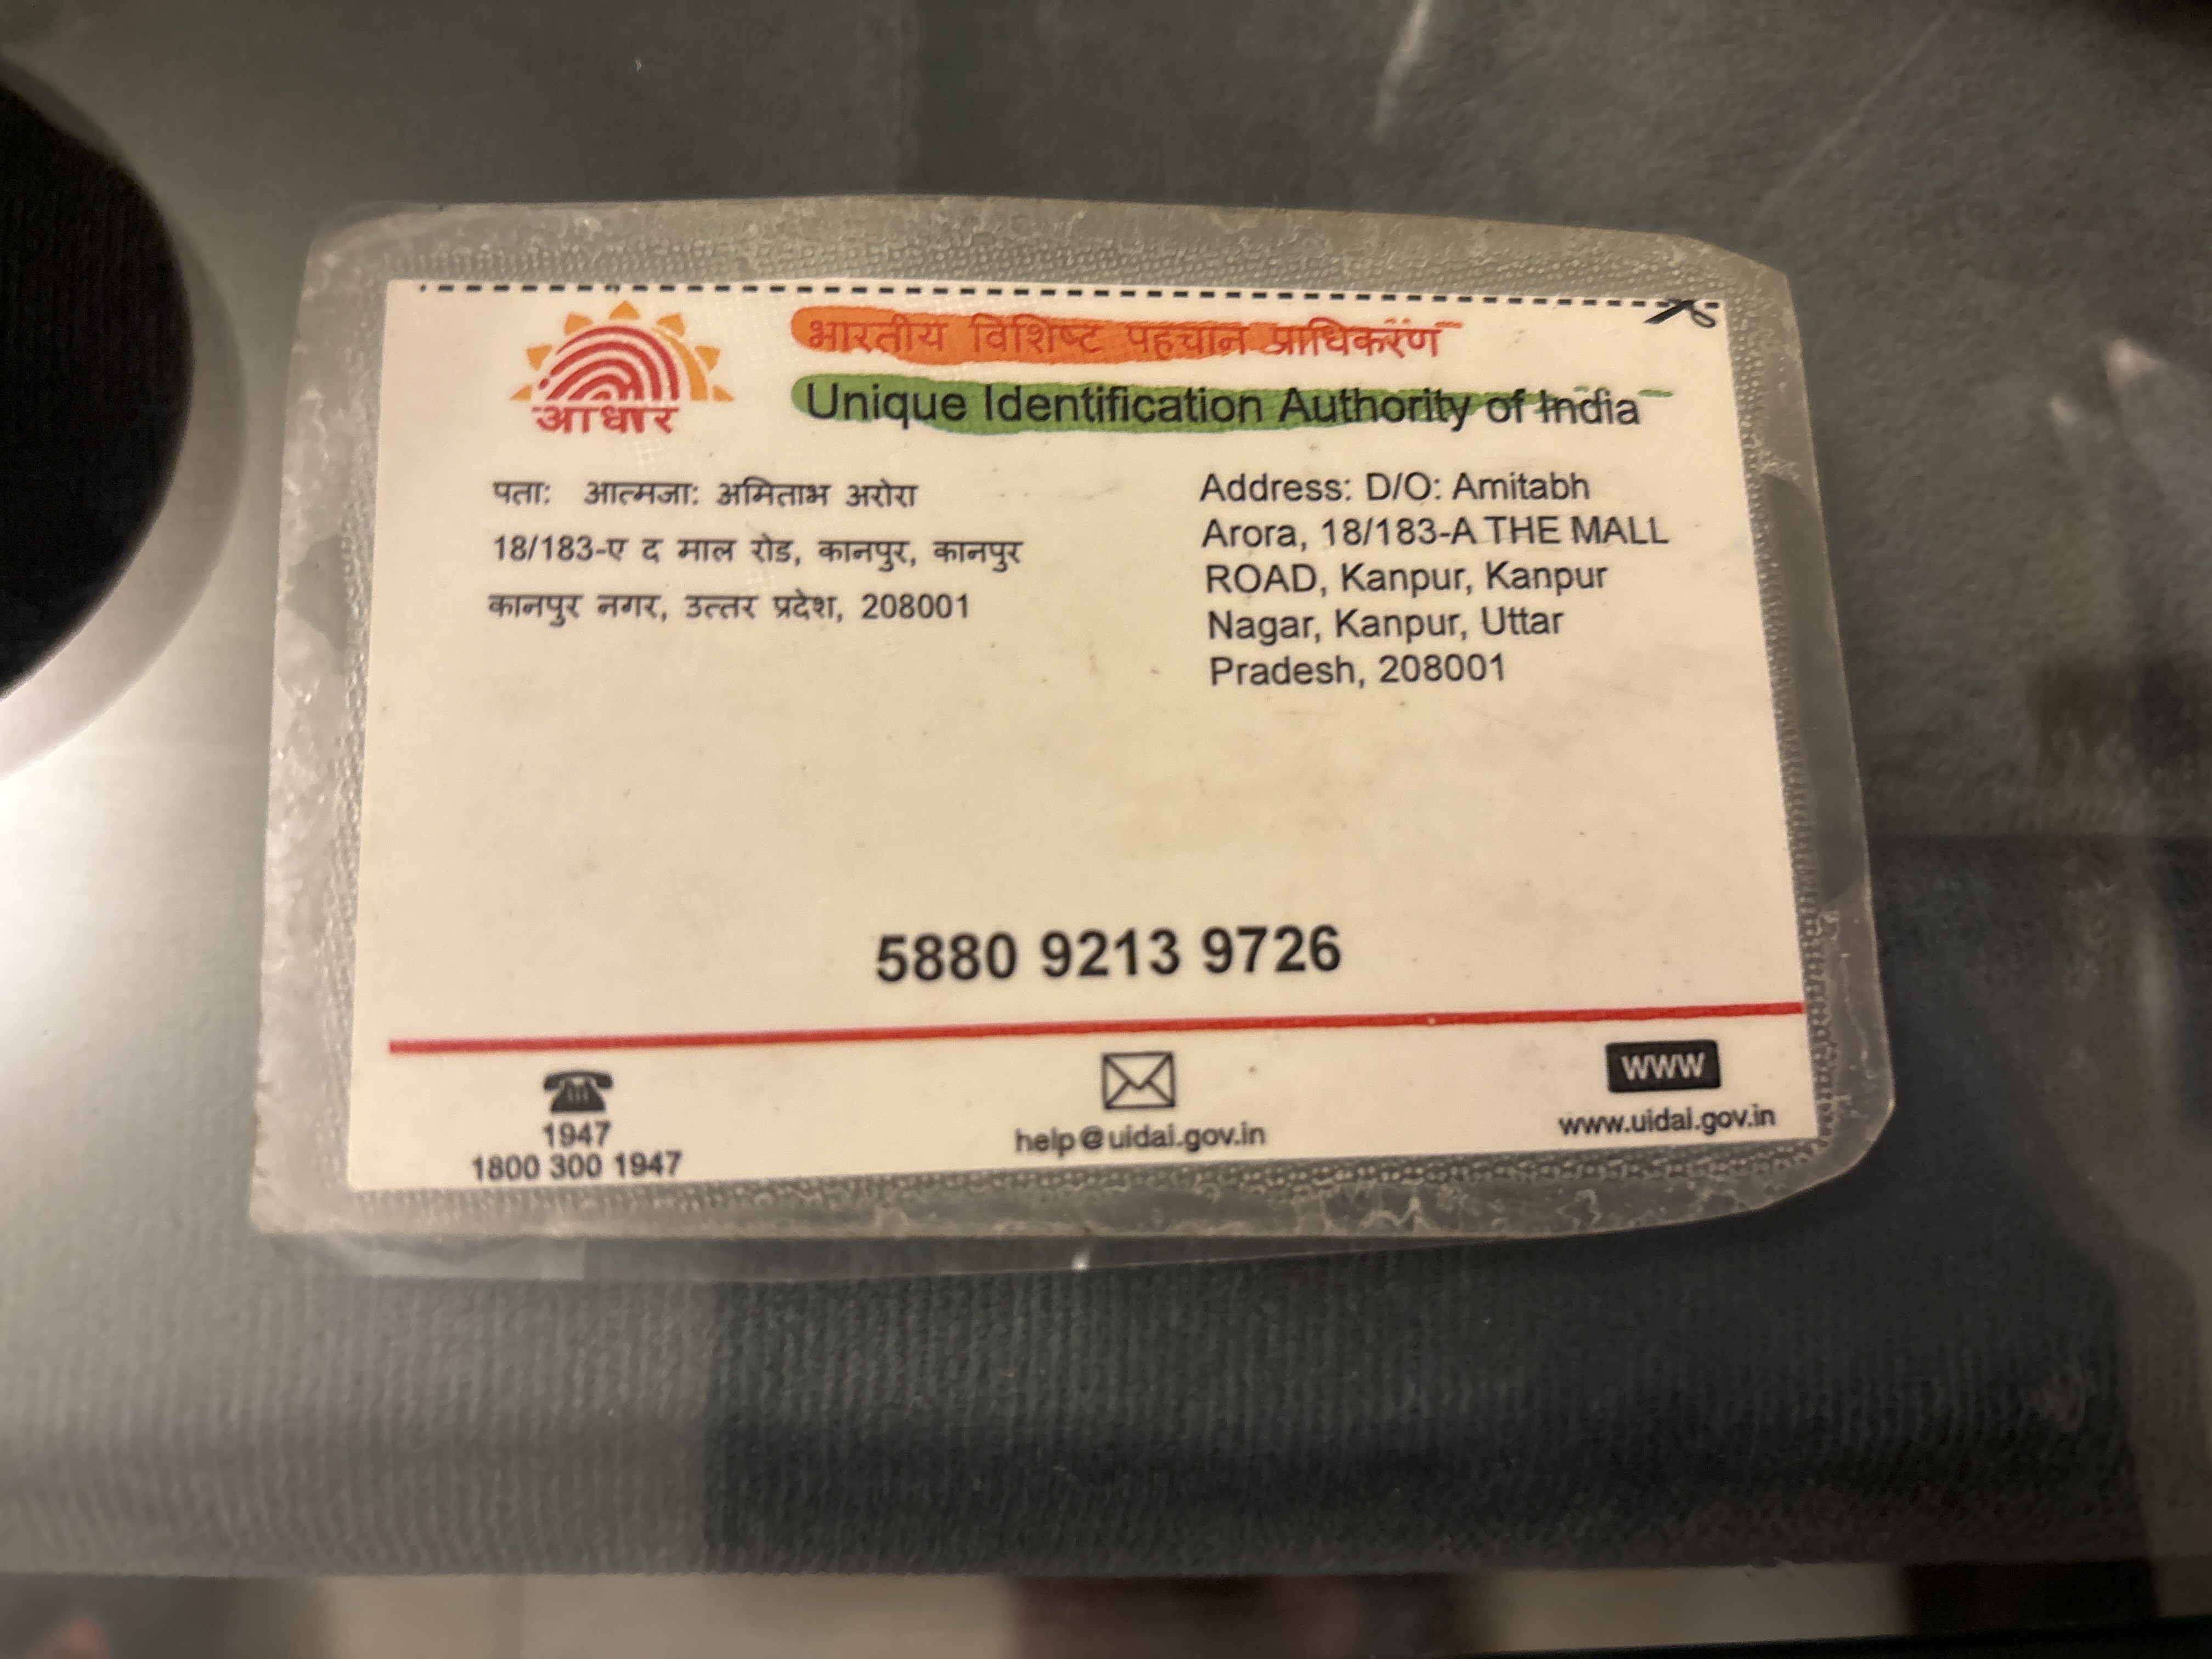 भारतीय विशिष्ट पहचान प्राधिकरण
Unique Identification Authority of India
आधार
पता: आत्मजा: अमिताभ अरोरा
18/183-ए द माल रोड, कानपुर, कानपुर
कानपुर नगर, उत्तर प्रदेश, 208001
Address: D/O: Amitabh
Arora, 18/183-A THE MALL
ROAD, Kanpur, Kanpur
Nagar, Kanpur, Uttar
Pradesh, 208001
5880 9213 9726
1947
1800 300 1947
help@uidai.gov.in
WWW
www.uidai.gov.in